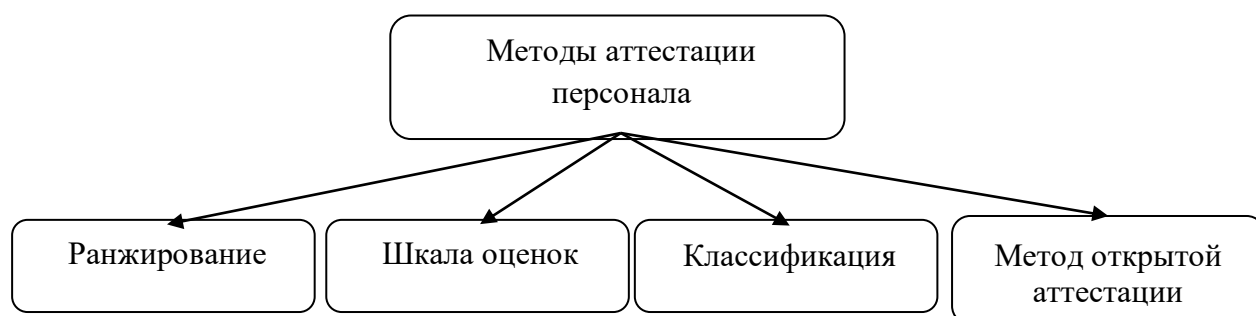 Методы аттестации
персонала
Ранжирование
Шкала оценок
Классификация
Метод открытой
аттестации